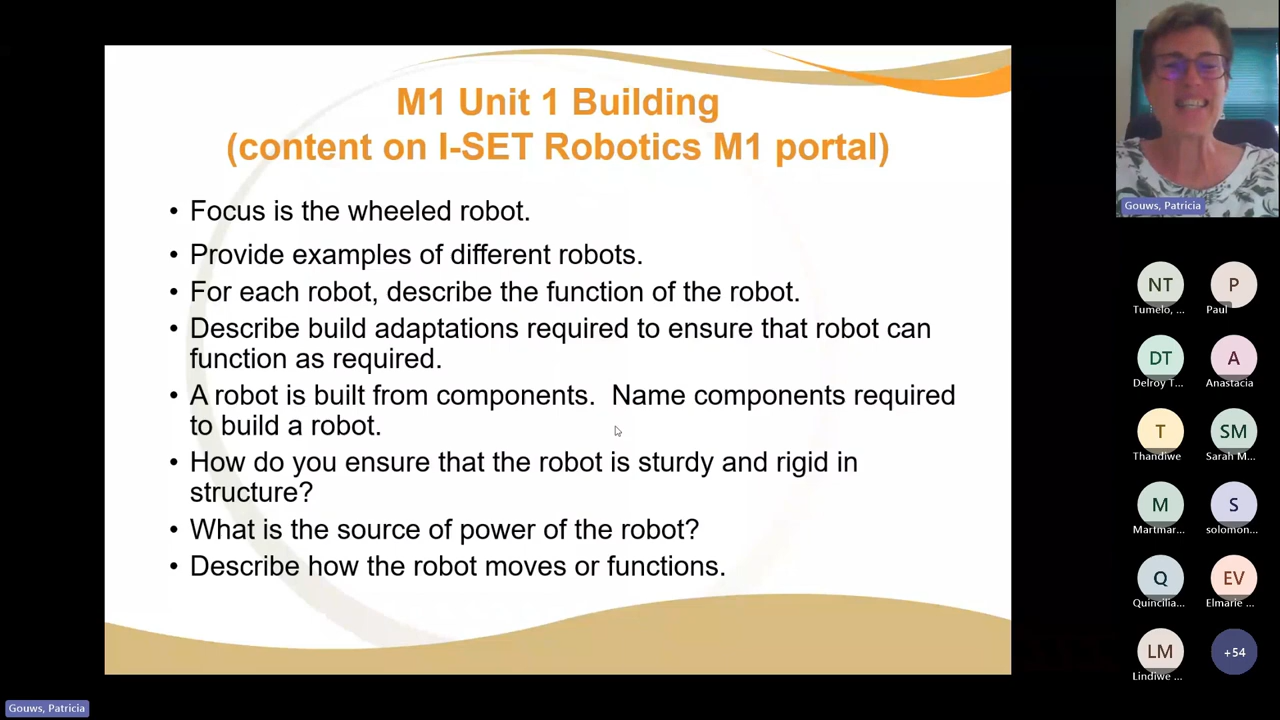 M1 Unit 1 Building
(content on I-SET Robotics M1 portal)
• Focus is the wheeled robot.
• Provide examples of different robots.
• For each robot, describe the function of the robot.
• Describe build adaptations required to ensure that robot can
function as required.
• A robot is built from components.  Name components required
to build a robot.
• How do you ensure that the robot is sturdy and rigid in
structure?
• What is the source of power of the robot?
• Describe how the robot moves or functions.
Gouws, Patricia
NT
P
Tumelo, ...
Paul
DT
A
Delroy T...
Anastacia
T
SM
Thandiwe
Sarah M...
M
S
Martmar...
solomon...
Q
EV
Quincilia...
Elmarie ...
LM
+54
Lindiwe ...
Gouws, Patricia